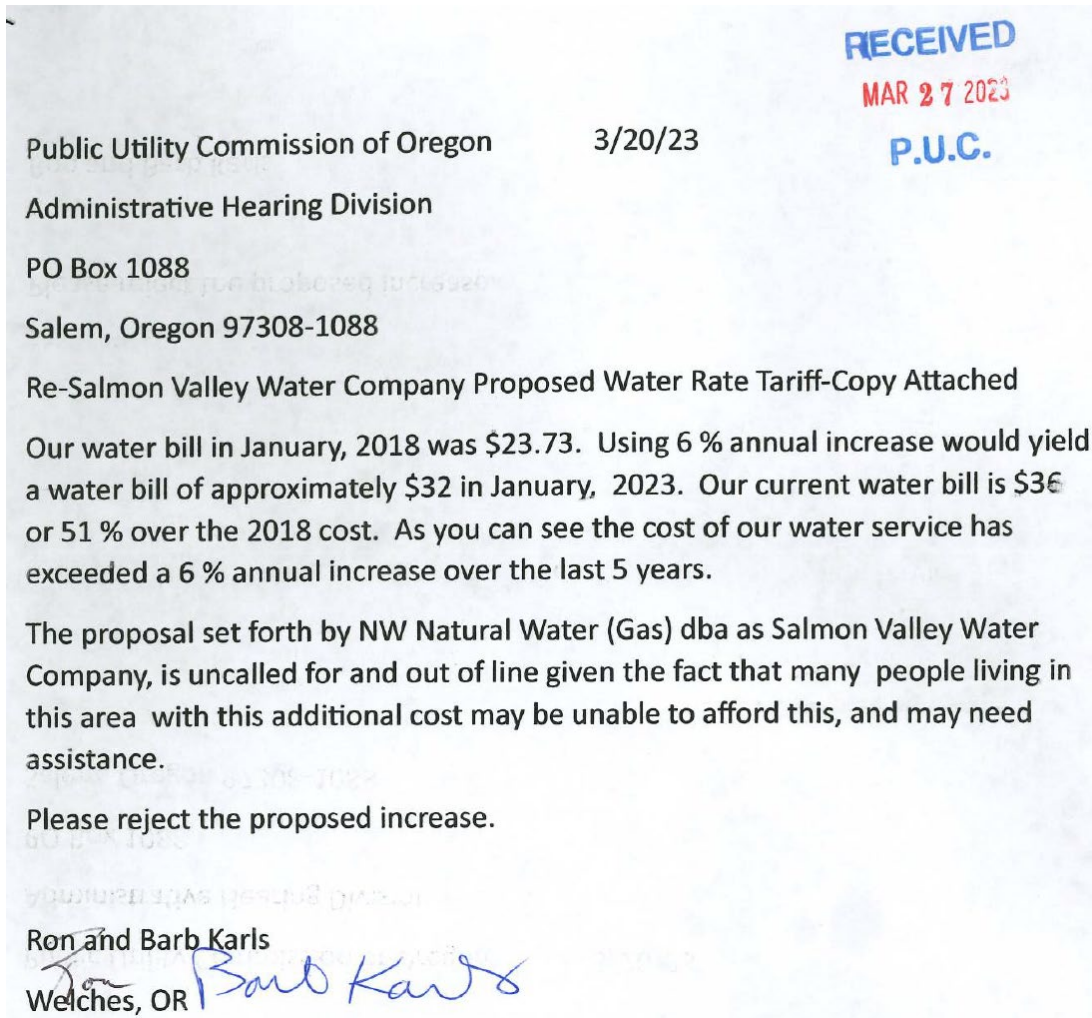 RECEIVED
MAR 27 2023
Public Utility Commission of Oregon 3/20/23
P.U.C.
Administrative Hearing Division
PO Box 1088
Salem, Oregon 97308-1088
Re-Salmon Valley Water Company Proposed Water Rate Tariff-Copy Attached
Our water bill in January, 2018 was $23.73. Using 6 % annual increase would yield
a water bill of approximately $32 in January, 2023. Our current water bill is $36
or 51 % over the 2018 cost. As you can see the cost of our water service has
exceeded a 6 % annual increase over the last 5 years.
The proposal set forth by NW Natural Water (Gas) dba as Salmon Valley Water
Company, is uncalled for and out of line given the fact that many people living in
this area with this additional cost may be unable to afford this, and may need
assistance.
Please reject the proposed increase.
Ron and Barb Karls
Ron Barb Karls
Welches, OR